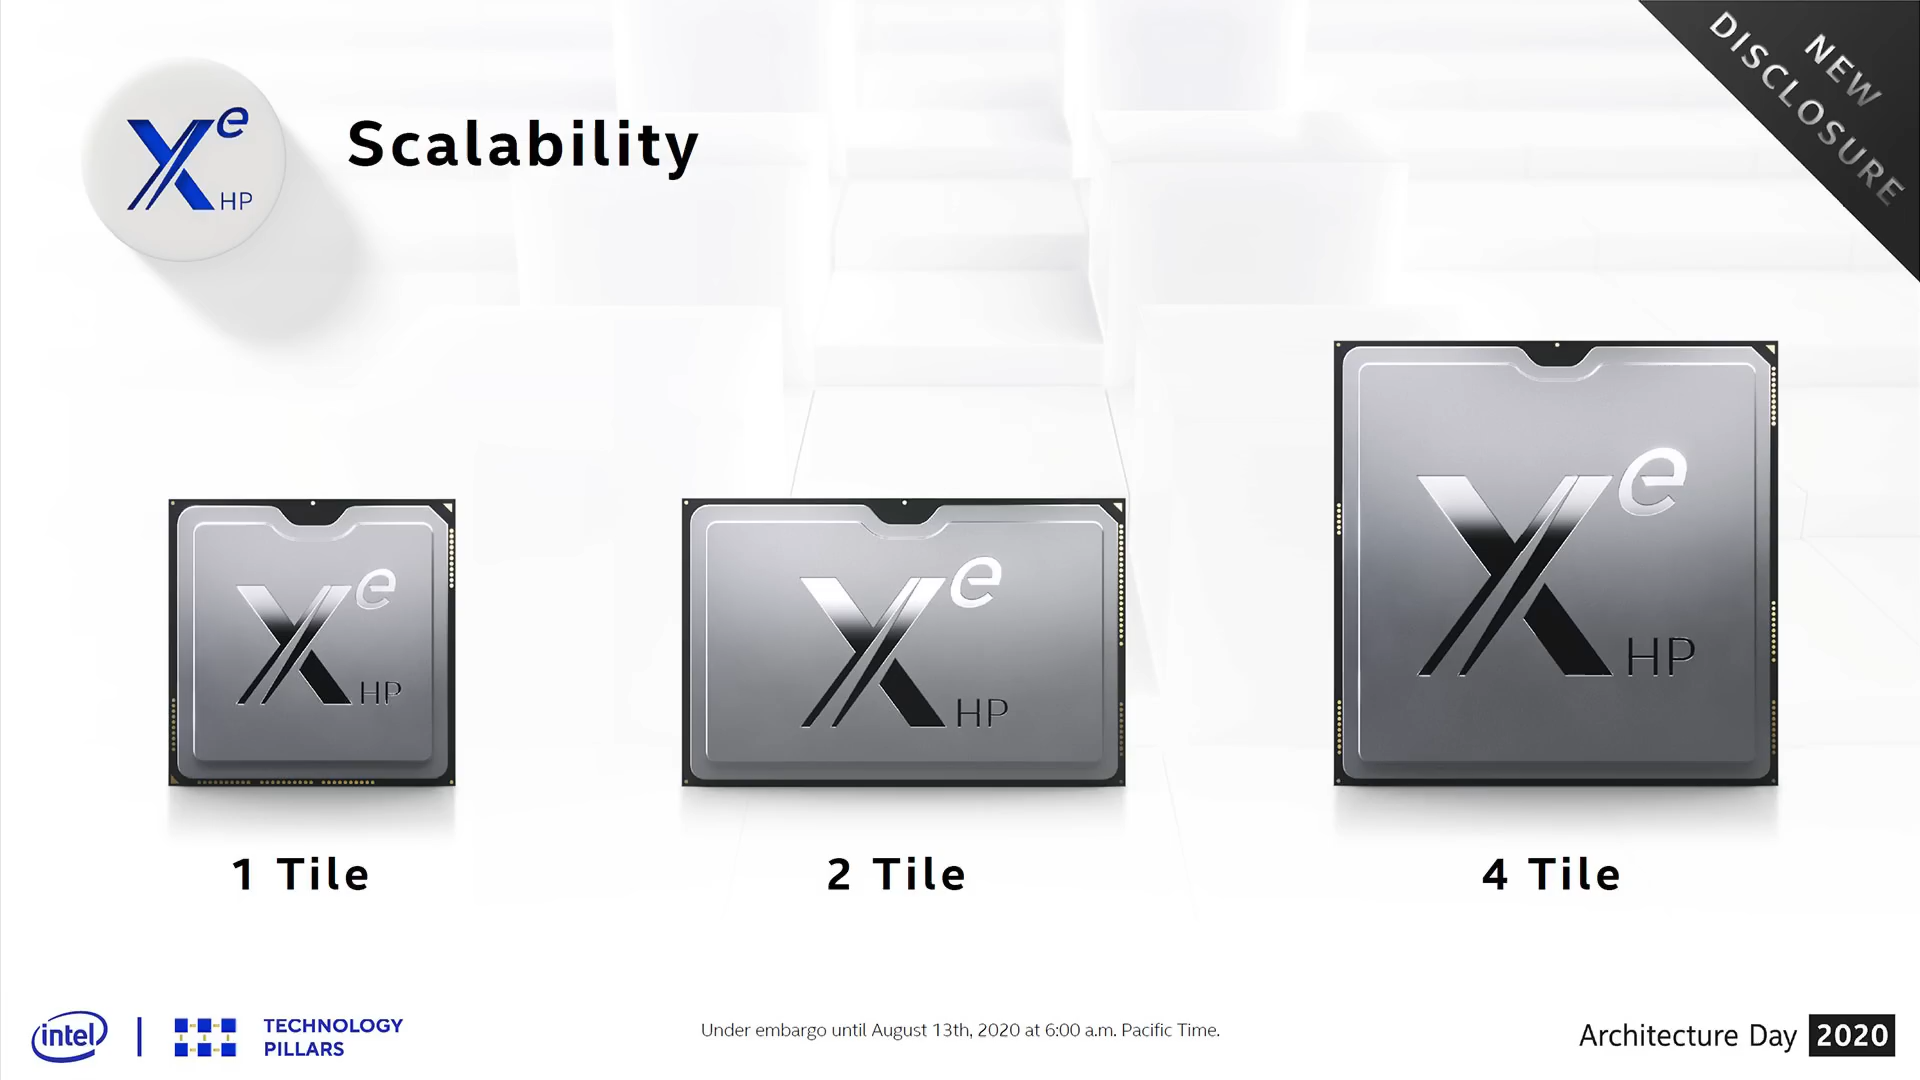 NEW
DISCLOSURE
Xe HP
Scalability
Xe HP
Xe HP
Xe HP
1 Tile
2 Tile
4 Tile
intel
TECHNOLOGY
PILLARS
Under embargo until August 13th, 2020 at 6:00 a.m. Pacific Time.
Architecture Day 2020